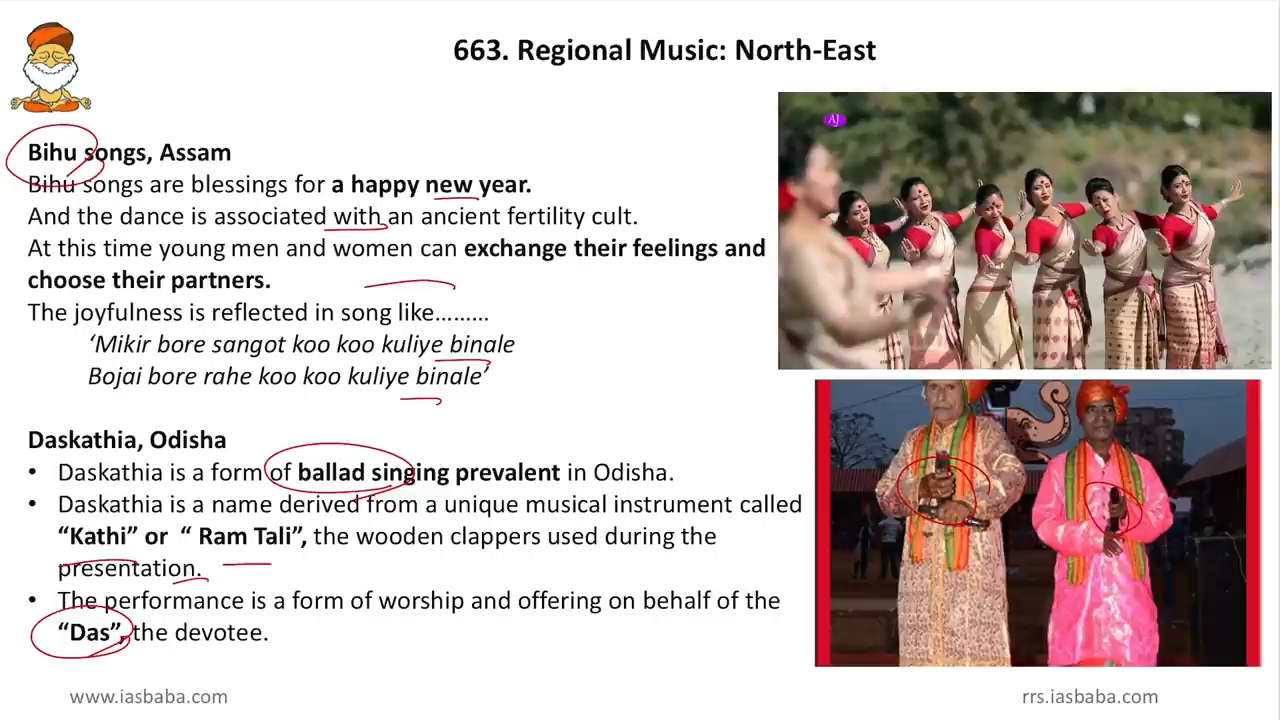 663. Regional Music: North-East
AJ
Bihu songs, Assam
Bihu songs are blessings for a happy new year.
And the dance is associated with an ancient fertility cult.
At this time young men and women can exchange their feelings and
choose their partners.
The joyfulness is reflected in song like………
‘Mikir bore sangot koo koo kuliye binale
Bojai bore rahe koo koo kuliye binale’
Daskathia, Odisha
• Daskathia is a form of ballad singing prevalent in Odisha.
• Daskathia is a name derived from a unique musical instrument called
“Kathi” or “ Ram Tali”, the wooden clappers used during the
presentation.
• The performance is a form of worship and offering on behalf of the
“Das”, the devotee.
www.iasbaba.com
rrs.iasbaba.com